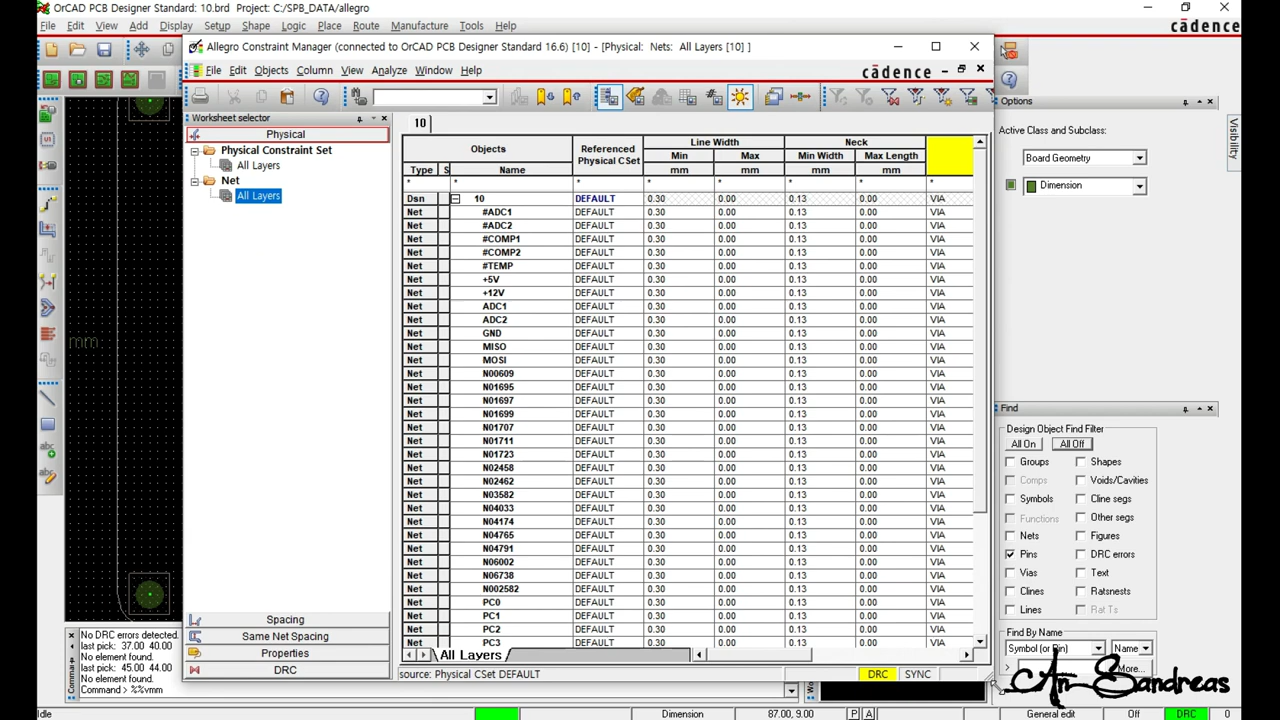 OrCAD PCB Designer Standard: 10.brd Project: C:/SPB_DATA/allegro
File Edit View Add Display Setup Shape Logic Place Route Manufacture Tools Help
cādence
Allegro Constraint Manager (connected to OrCAD PCB Designer Standard 16.6) [10] - [Physical: Nets: All Layers [10] ]
File Edit Objects Column View Analyze Window Help
cādence
Worksheet selector
Physical
Physical Constraint Set
All Layers
Net
All Layers
Spacing
Same Net Spacing
Properties
DRC
10
Objects Referenced Physical CSet Line Width Neck
Min Max Min Width Max Length
Type S Name mm mm mm mm
* * * * * * * *
Dsn 10 DEFAULT 0.30 0.00 0.13 0.00 VIA
Net #ADC1 DEFAULT 0.30 0.00 0.13 0.00 VIA
Net #ADC2 DEFAULT 0.30 0.00 0.13 0.00 VIA
Net #COMP1 DEFAULT 0.30 0.00 0.13 0.00 VIA
Net #COMP2 DEFAULT 0.30 0.00 0.13 0.00 VIA
Net #TEMP DEFAULT 0.30 0.00 0.13 0.00 VIA
Net +5V DEFAULT 0.30 0.00 0.13 0.00 VIA
Net +12V DEFAULT 0.30 0.00 0.13 0.00 VIA
Net ADC1 DEFAULT 0.30 0.00 0.13 0.00 VIA
Net ADC2 DEFAULT 0.30 0.00 0.13 0.00 VIA
Net GND DEFAULT 0.30 0.00 0.13 0.00 VIA
Net MISO DEFAULT 0.30 0.00 0.13 0.00 VIA
Net MOSI DEFAULT 0.30 0.00 0.13 0.00 VIA
Net N00609 DEFAULT 0.30 0.00 0.13 0.00 VIA
Net N01695 DEFAULT 0.30 0.00 0.13 0.00 VIA
Net N01697 DEFAULT 0.30 0.00 0.13 0.00 VIA
Net N01699 DEFAULT 0.30 0.00 0.13 0.00 VIA
Net N01707 DEFAULT 0.30 0.00 0.13 0.00 VIA
Net N01711 DEFAULT 0.30 0.00 0.13 0.00 VIA
Net N01723 DEFAULT 0.30 0.00 0.13 0.00 VIA
Net N02458 DEFAULT 0.30 0.00 0.13 0.00 VIA
Net N02462 DEFAULT 0.30 0.00 0.13 0.00 VIA
Net N03582 DEFAULT 0.30 0.00 0.13 0.00 VIA
Net N04033 DEFAULT 0.30 0.00 0.13 0.00 VIA
Net N04174 DEFAULT 0.30 0.00 0.13 0.00 VIA
Net N04765 DEFAULT 0.30 0.00 0.13 0.00 VIA
Net N04791 DEFAULT 0.30 0.00 0.13 0.00 VIA
Net N06002 DEFAULT 0.30 0.00 0.13 0.00 VIA
Net N06738 DEFAULT 0.30 0.00 0.13 0.00 VIA
Net N002582 DEFAULT 0.30 0.00 0.13 0.00 VIA
Net PC0 DEFAULT 0.30 0.00 0.13 0.00 VIA
Net PC1 DEFAULT 0.30 0.00 0.13 0.00 VIA
Net PC2 DEFAULT 0.30 0.00 0.13 0.00 VIA
Net PC3 DEFAULT 0.30 0.00 0.13 0.00 VIA
All Layers
source: Physical CSet DEFAULT DRC SYNC
mm
Options
Active Class and Subclass:
Board Geometry
Dimension
Visibility
Find
Design Object Find Filter
All On All Off
Groups Shapes
Comps Voids/Cavities
Symbols Cline segs
Functions Other segs
Nets Figures
Pins DRC errors
Vias Text
Clines Ratsnests
Lines Rat Ts
Find By Name
Symbol (or Pin) Name
More...
No DRC errors detected.
last pick: 37.00 40.00
No element found.
last pick: 45.00 44.00
No element found.
Command > %%vmm
An Sandreas
Idle Dimension 87.00, 9.00 P A General edit DRC 0